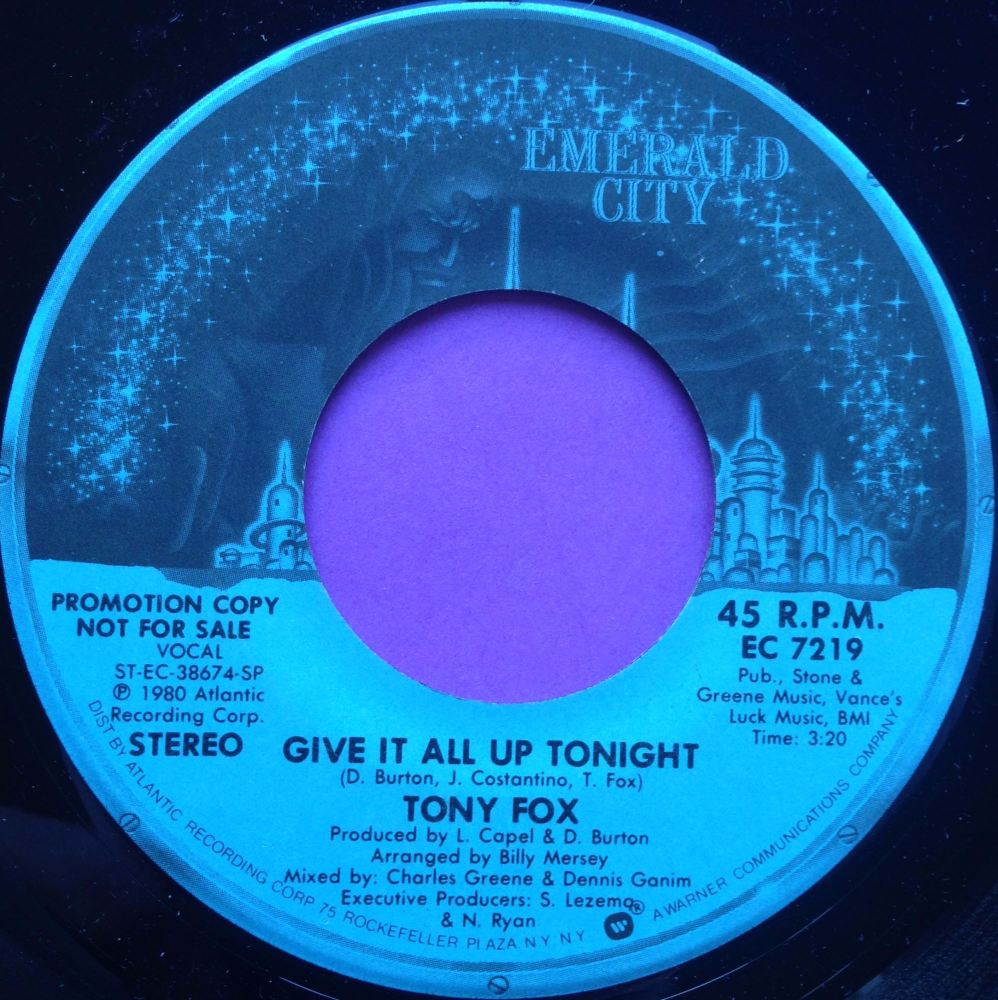 EMERALD
CITY
PROMOTION COPY
NOT FOR SALE
VOCAL
ST-EC-38674-SP
℗ 1980 Atlantic
Recording Corp.
STEREO
45 R.P.M.
EC 7219
Pub., Stone &
Greene Music, Vance's
Luck Music, BMI
Time: 3:20
GIVE IT ALL UP TONIGHT
(D. Burton, J. Costantino, T. Fox)
TONY FOX
Produced by L. Capel & D. Burton
Arranged by Billy Mersey
Mixed by: Charles Greene & Dennis Ganim
Executive Producers: S. Lezema
& N. Ryan
DIST BY ATLANTIC RECORDING CORP 75 ROCKEFELLER PLAZA N.Y. N.Y. ® A WARNER COMMUNICATIONS COMPANY